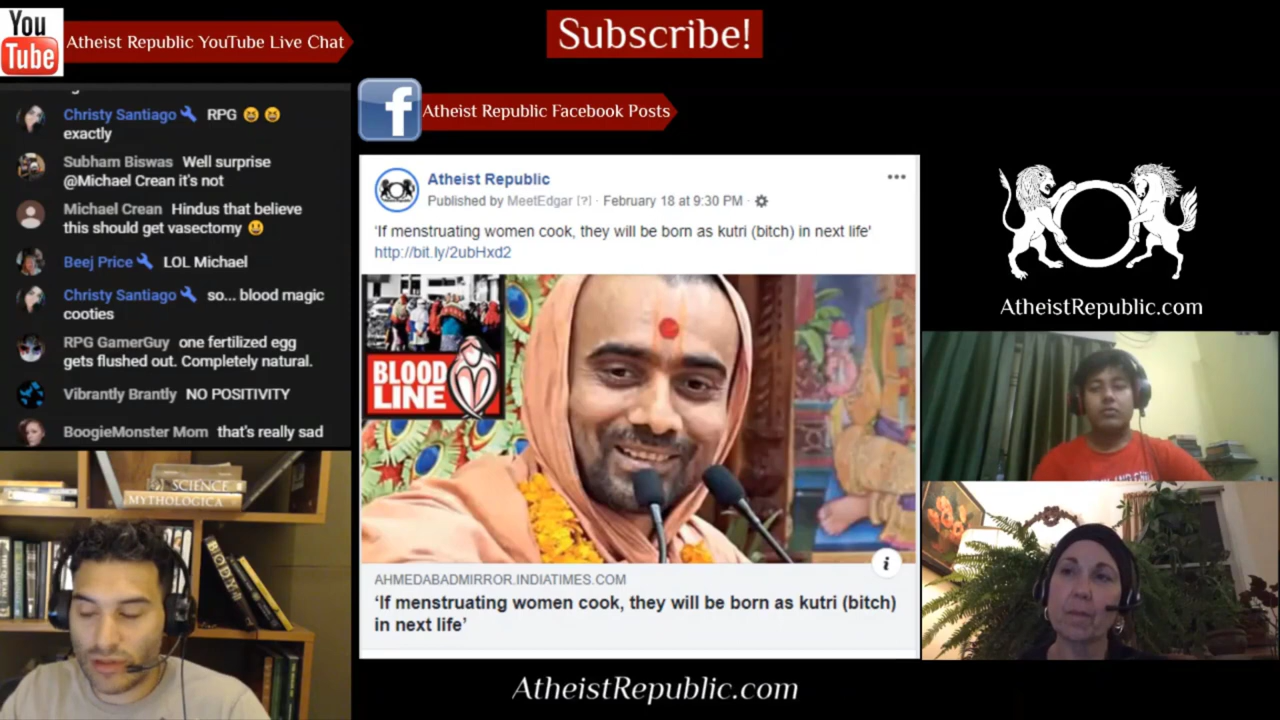 You
Tube
Atheist Republic YouTube Live Chat
Subscribe!
Christy Santiago RPG 😆 😆
exactly
Subham Biswas Well surprise
@Michael Crean it's not
Michael Crean Hindus that believe
this should get vasectomy 😃
Beej Price LOL Michael
Christy Santiago so... blood magic
cooties
RPG GamerGuy one fertilized egg
gets flushed out. Completely natural.
Vibrantly Brantly NO POSITIVITY
BoogieMonster Mom that's really sad
SCIENCE
MYTHOLOGICA
f
Atheist Republic Facebook Posts
Atheist Republic
Published by MeetEdgar [?] · February 18 at 9:30 PM ·
'If menstruating women cook, they will be born as kutri (bitch) in next life'
http://bit.ly/2ubHxd2
BLOOD
LINE
i
AHMEDABADMIRROR.INDIATIMES.COM
'If menstruating women cook, they will be born as kutri (bitch)
in next life'
AtheistRepublic.com
AtheistRepublic.com